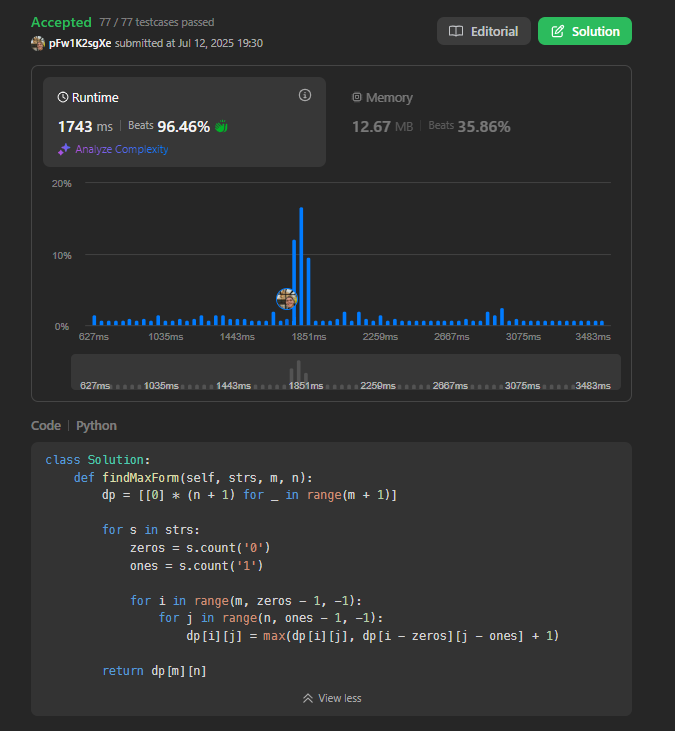 Accepted 77 / 77 testcases passed
pFw1K2sgXe submitted at Jul 12, 2025 19:30
Editorial
Solution
Runtime
1743 ms Beats 96.46%
Analyze Complexity
Memory
12.67 MB Beats 35.86%
20%
10%
0%
627ms 1035ms 1443ms 1851ms 2259ms 2667ms 3075ms 3483ms
627ms 1035ms 1443ms 1851ms 2259ms 2667ms 3075ms 3483ms
Code | Python
class Solution:
    def findMaxForm(self, strs, m, n):
        dp = [[0] * (n + 1) for _ in range(m + 1)]
        for s in strs:
            zeros = s.count('0')
            ones = s.count('1')
            for i in range(m, zeros - 1, -1):
                for j in range(n, ones - 1, -1):
                    dp[i][j] = max(dp[i][j], dp[i - zeros][j - ones] + 1)
        return dp[m][n]
View less